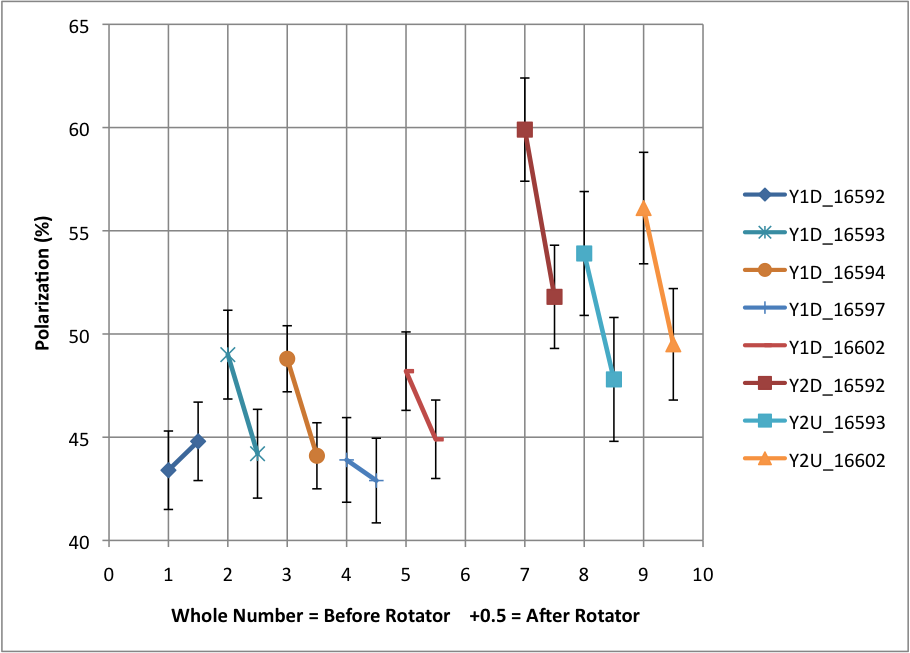 65
60
55
50
45
40
Polarization (%)
0 1 2 3 4 5 6 7 8 9 10
Whole Number = Before Rotator +0.5 = After Rotator
Y1D_16592
Y1D_16593
Y1D_16594
Y1D_16597
Y1D_16602
Y2D_16592
Y2U_16593
Y2U_16602